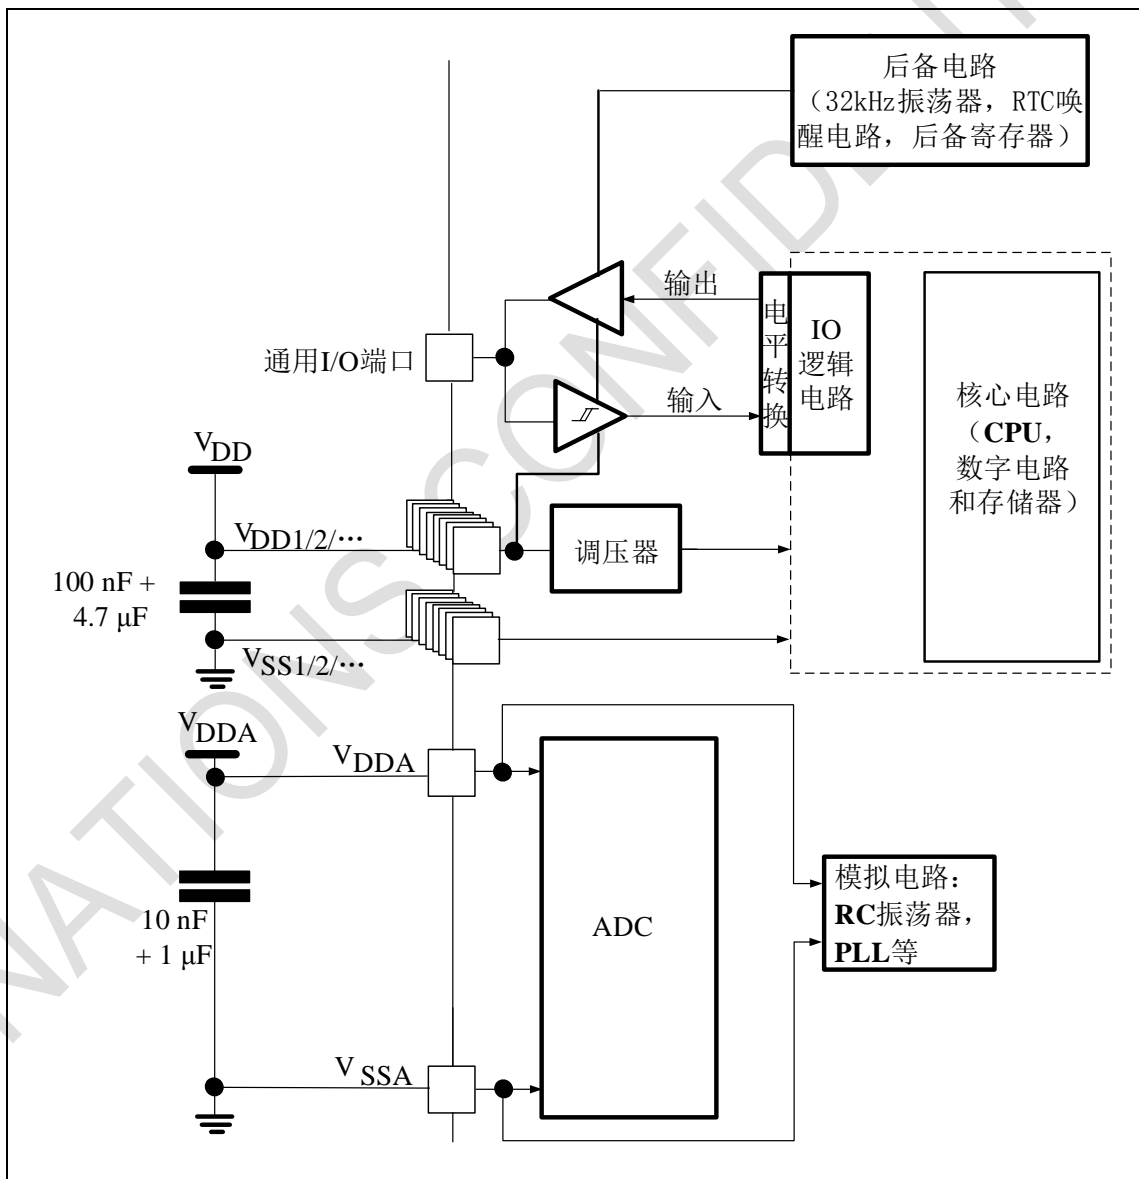 后备电路
（32kHz振荡器，RTC唤
醒电路，后备寄存器）
输出
通用I/O端口
电平转换
IO
逻辑
电路
输入
核心电路
（CPU，
数字电路
和存储器）
VDD
VDD1/2/…
调压器
100 nF +
4.7 μF
VSS1/2/…
VDDA
VDDA
ADC
模拟电路：
RC振荡器，
PLL等
10 nF
+ 1 μF
VSSA
NATIONS CONFIDENTI